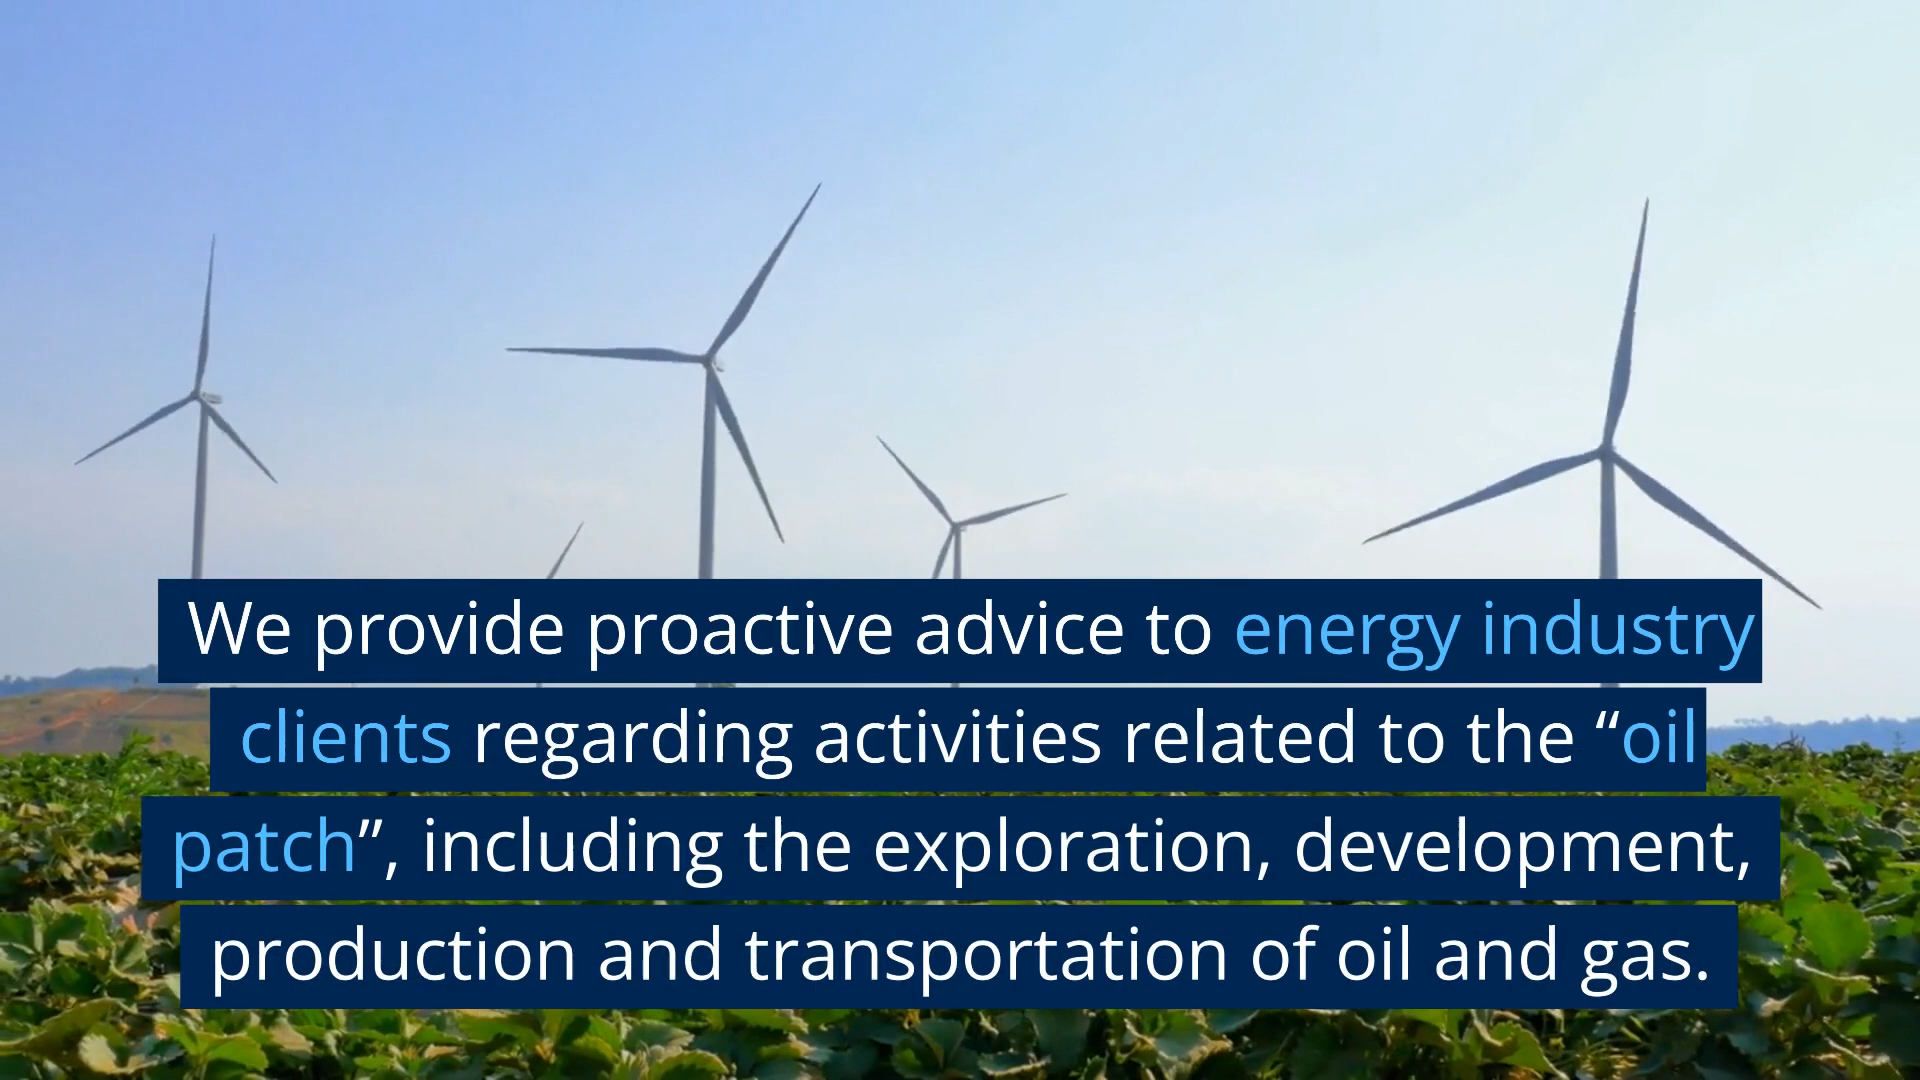 We provide proactive advice to energy industry
clients regarding activities related to the “oil
patch”, including the exploration, development,
production and transportation of oil and gas.